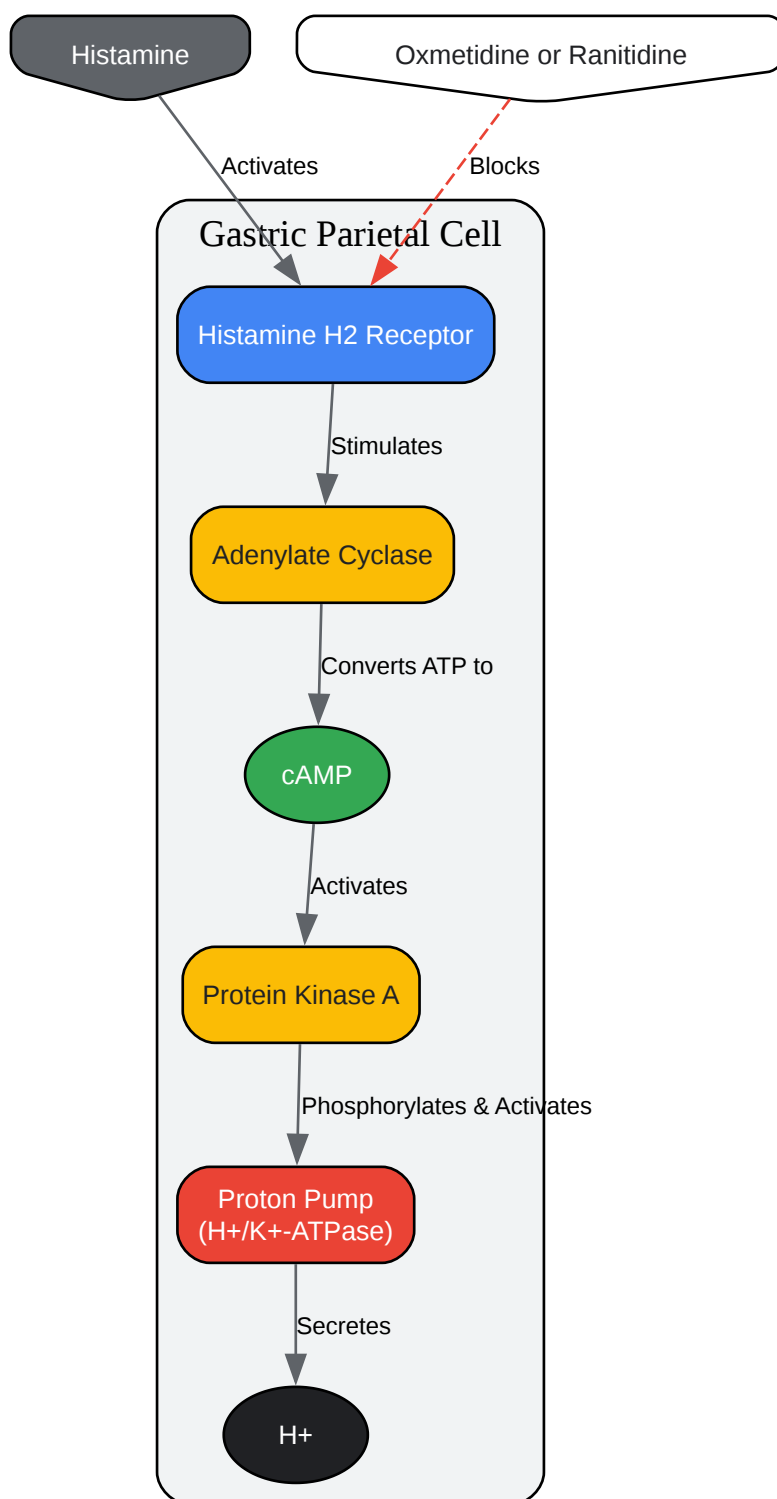 Histamine
Oxmetidine or Ranitidine
Activates
Blocks
Gastric Parietal Cell
Histamine H2 Receptor
Stimulates
Adenylate Cyclase
Converts ATP to
cAMP
Activates
Protein Kinase A
Phosphorylates & Activates
Proton Pump
(H+/K+-ATPase)
Secretes
H+